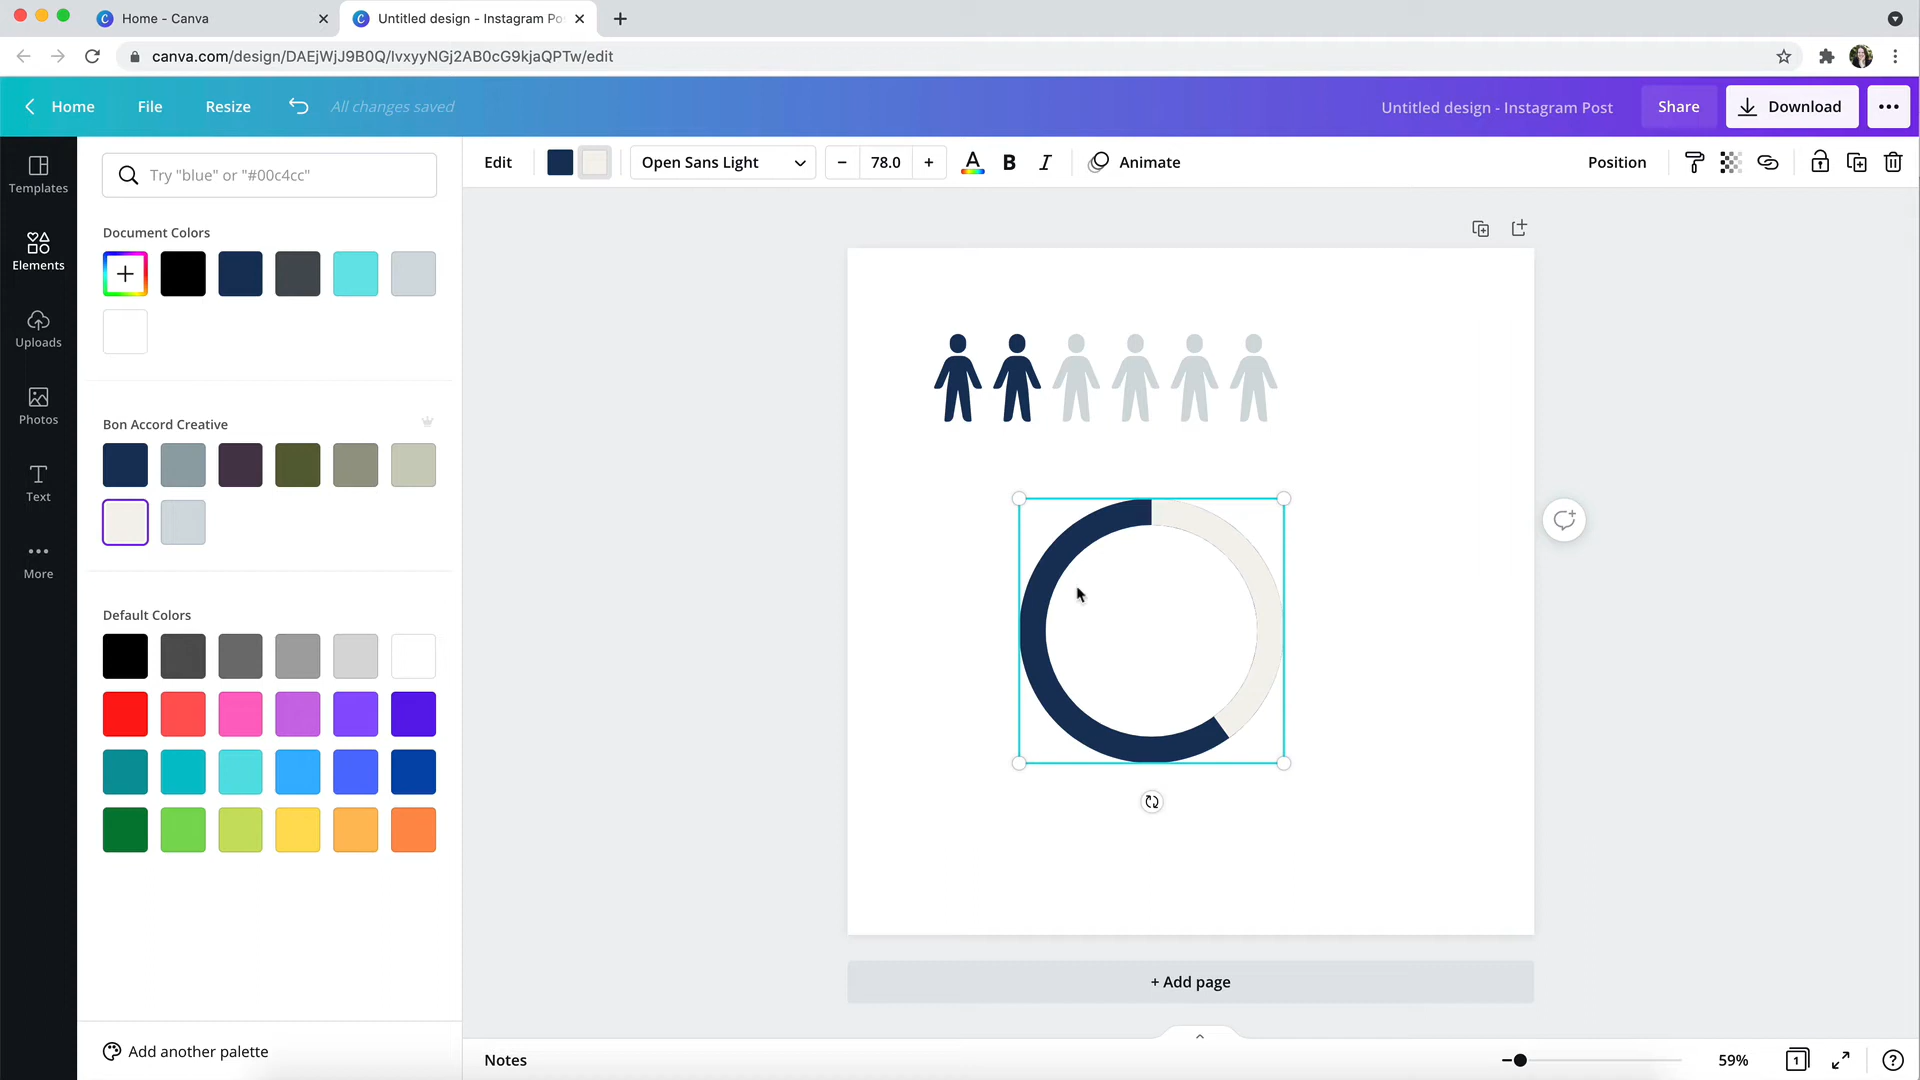 Home - Canva
Untitled design - Instagram Po
canva.com/design/DAEjWjJ9B0Q/lvxyyNGj2AB0cG9kjaQPTw/edit
Home
File
Resize
All changes saved
Untitled design - Instagram Post
Share
Download
Templates
Elements
Uploads
Photos
Text
More
Try "blue" or "#00c4cc"
Document Colors
Bon Accord Creative
Default Colors
Add another palette
Edit
Open Sans Light
78.0
A
B
I
Animate
Position
+ Add page
Notes
59%
1
?